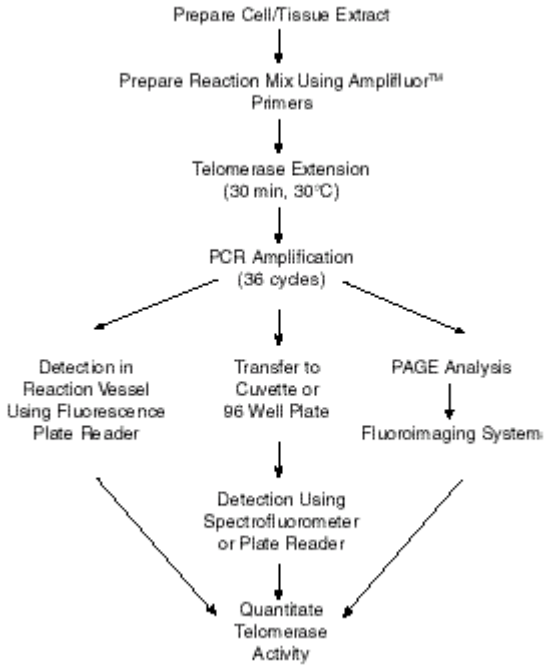 Prepare Cell/Tissue Extract
Prepare Reaction Mix Using Amplifluor™
Primers
Telomerase Extension
(30 min, 30°C)
PCR Amplification
(36 cycles)
Detection in
Reaction Vessel
Using Fluorescence
Plate Reader
Transfer to
Cuvette or
96 Well Plate
PAGE Analysis
Fluoroimaging System
Detection Using
Spectrofluorometer
or Plate Reader
Quantitate
Telomerase
Activity